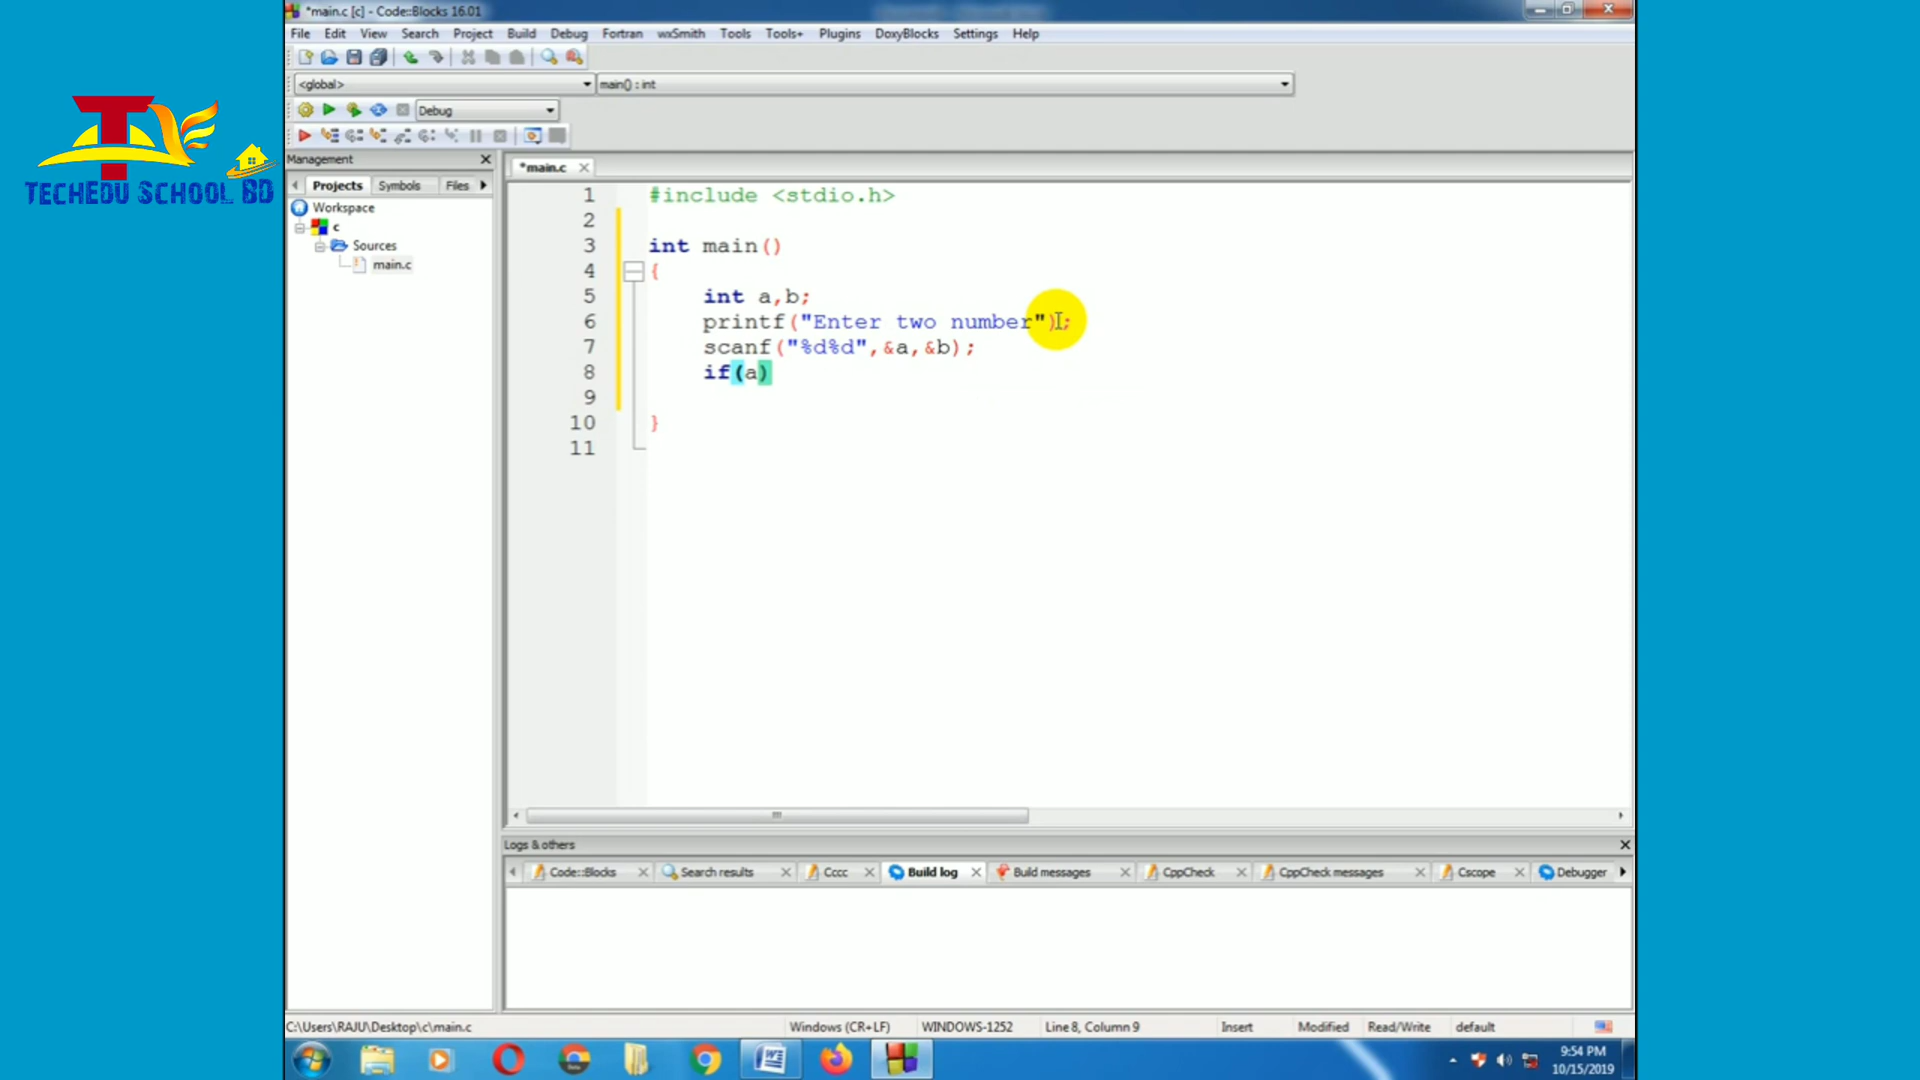 *main.c [c] - Code::Blocks 16.01
File Edit View Search Project Build Debug Fortran wxSmith Tools Tools+ Plugins DoxyBlocks Settings Help
<global> main() : int
Debug
Management
*main.c
Projects Symbols Files
Workspace
c
Sources
main.c
TECHEDU SCHOOL BD
1 #include <stdio.h>
2
3 int main()
4 {
5 int a,b;
6 printf("Enter two number");
7 scanf("%d%d",&a,&b);
8 if(a)
9
10 }
11
Logs & others
Code::Blocks Search results Cccc Build log Build messages CppCheck CppCheck messages Cscope Debugger
C:\Users\RAJU\Desktop\c\main.c Windows (CR+LF) WINDOWS-1252 Line 8, Column 9 Insert Modified Read/Write default
9:54 PM
10/15/2019